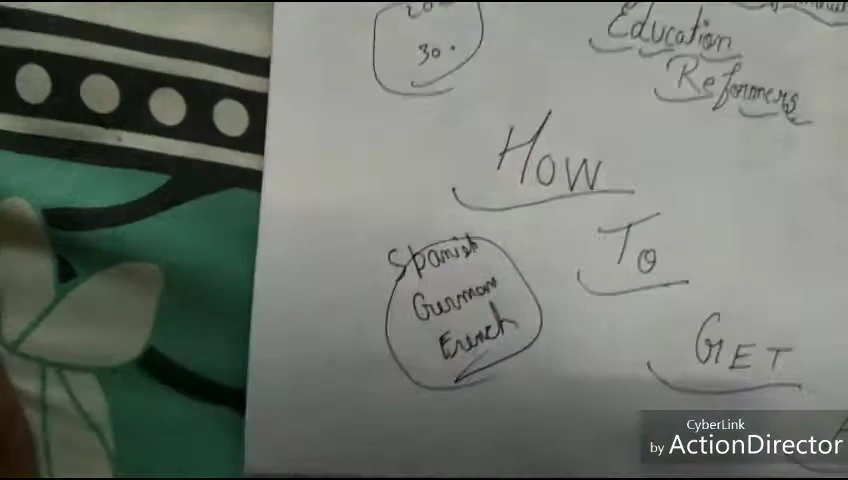 30.
Education
Reformers
HOW
TO
GET
Spanish
German
French
CyberLink
by ActionDirector